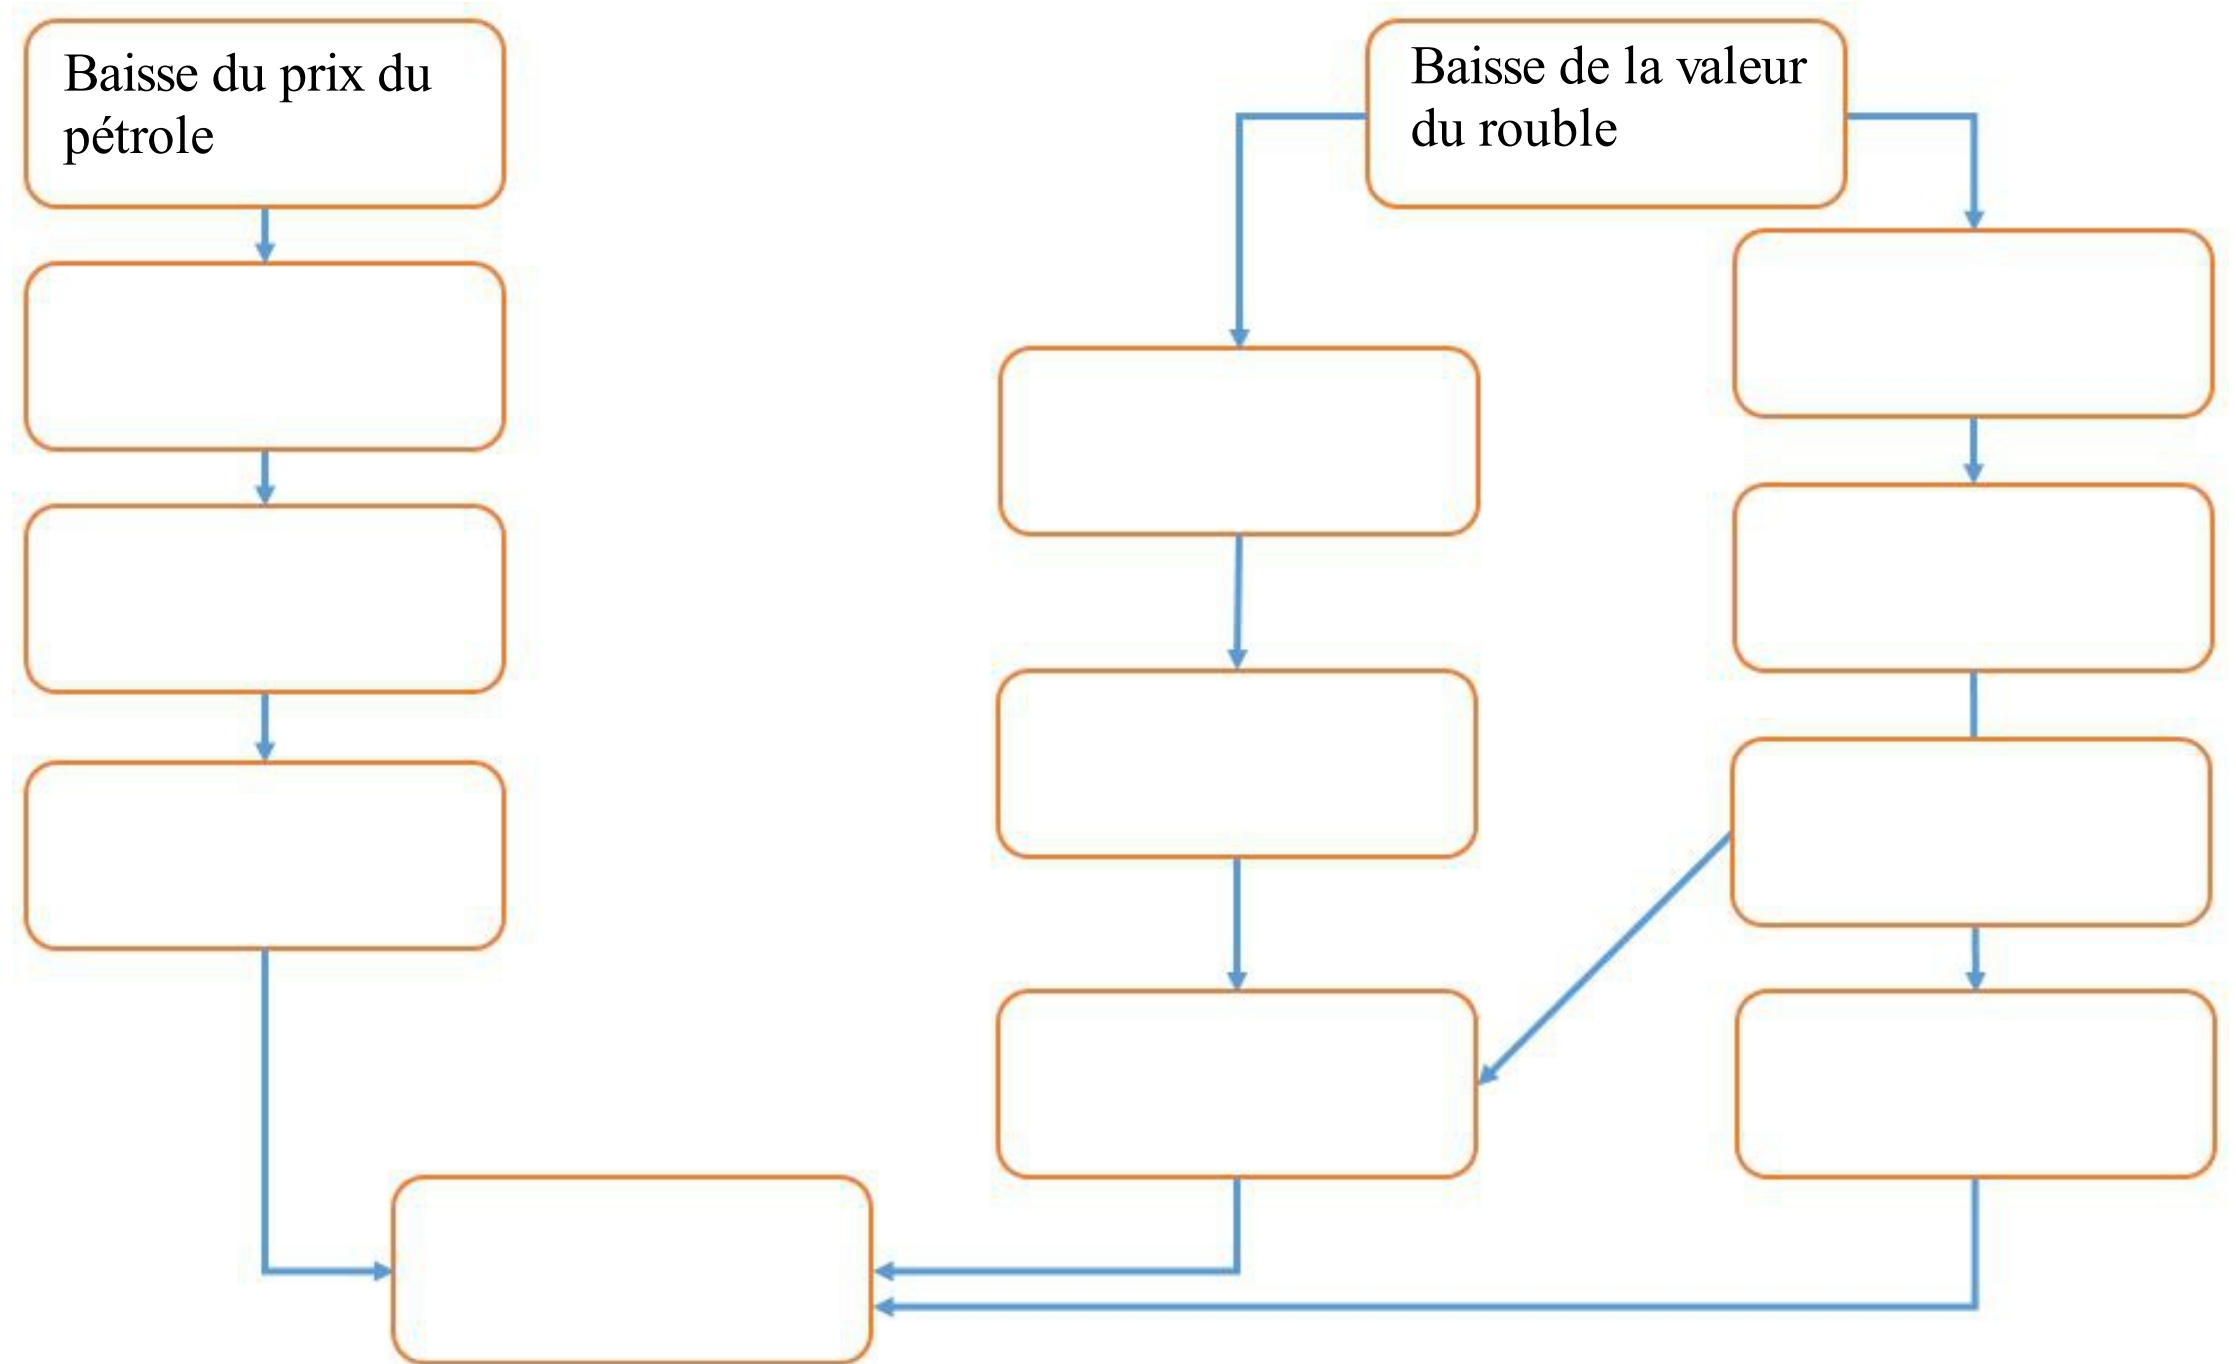 Baisse du prix du
pétrole
Baisse de la valeur
du rouble